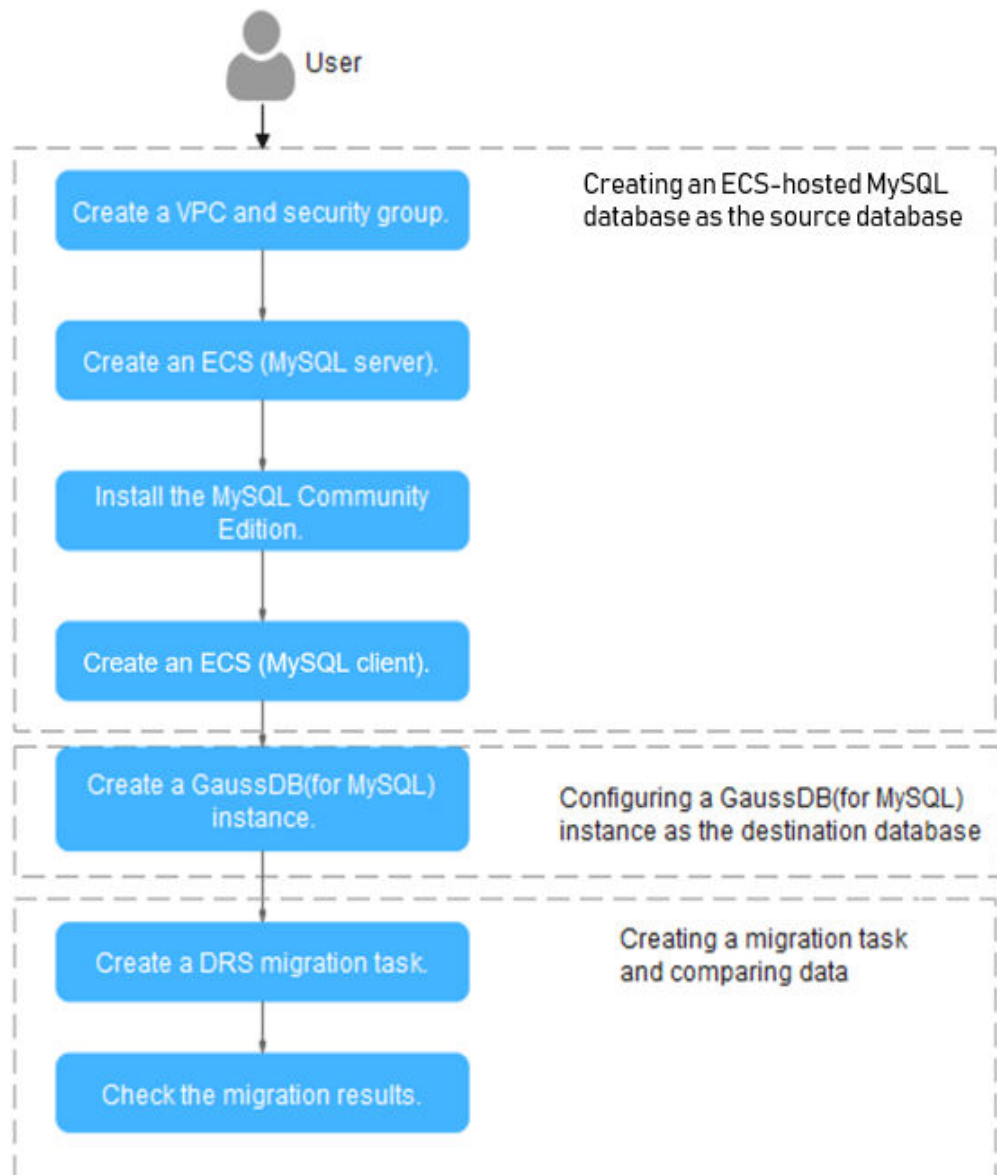 User
Create a VPC and security group.
Creating an ECS-hosted MySQL
database as the source database
Create an ECS (MySQL server).
Install the MySQL Community
Edition.
Create an ECS (MySQL client).
Create a GaussDB(for MySQL)
instance.
Configuring a GaussDB(for MySQL)
instance as the destination database
Create a DRS migration task.
Creating a migration task
and comparing data
Check the migration results.